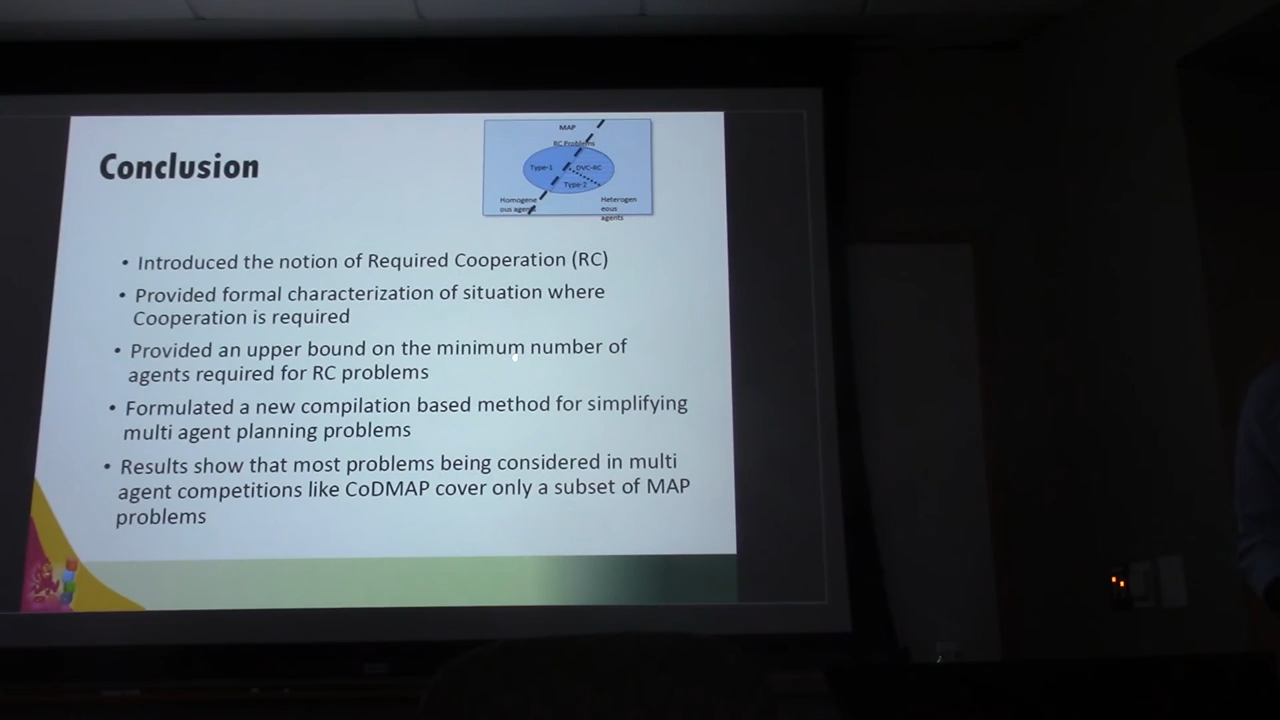 Conclusion
MAP
RC Problems
Type-1
DVC-RC
Type-2
Homogene
ous agents
Heterogen
eous
agents
• Introduced the notion of Required Cooperation (RC)
• Provided formal characterization of situation where
Cooperation is required
• Provided an upper bound on the minimum number of
agents required for RC problems
• Formulated a new compilation based method for simplifying
multi agent planning problems
• Results show that most problems being considered in multi
agent competitions like CoDMAP cover only a subset of MAP
problems